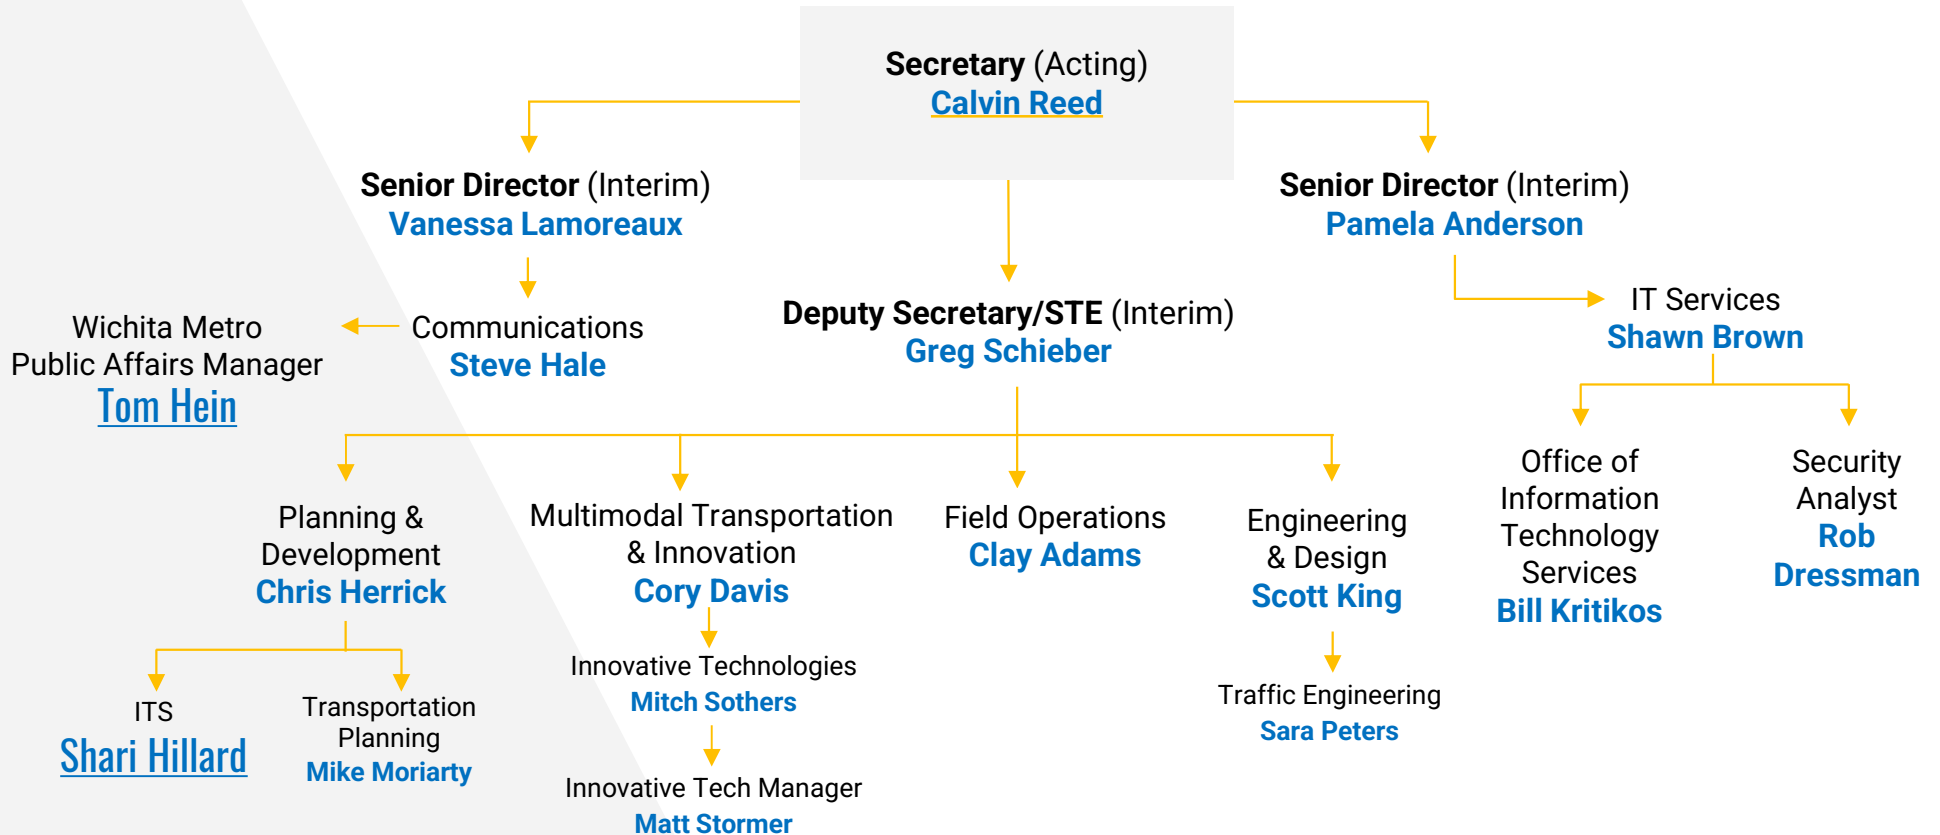 Secretary (Acting)
Calvin Reed
Senior Director (Interim)
Vanessa Lamoreaux
Senior Director (Interim)
Pamela Anderson
Communications
Steve Hale
Wichita Metro
Public Affairs Manager
Tom Hein
Deputy Secretary/STE (Interim)
Greg Schieber
IT Services
Shawn Brown
Planning &
Development
Chris Herrick
Multimodal Transportation
& Innovation
Cory Davis
Field Operations
Clay Adams
Engineering
& Design
Scott King
Office of
Information
Technology
Services
Bill Kritikos
Security
Analyst
Rob
Dressman
ITS
Shari Hillard
Transportation
Planning
Mike Moriarty
Innovative Technologies
Mitch Sothers
Innovative Tech Manager
Matt Stormer
Traffic Engineering
Sara Peters